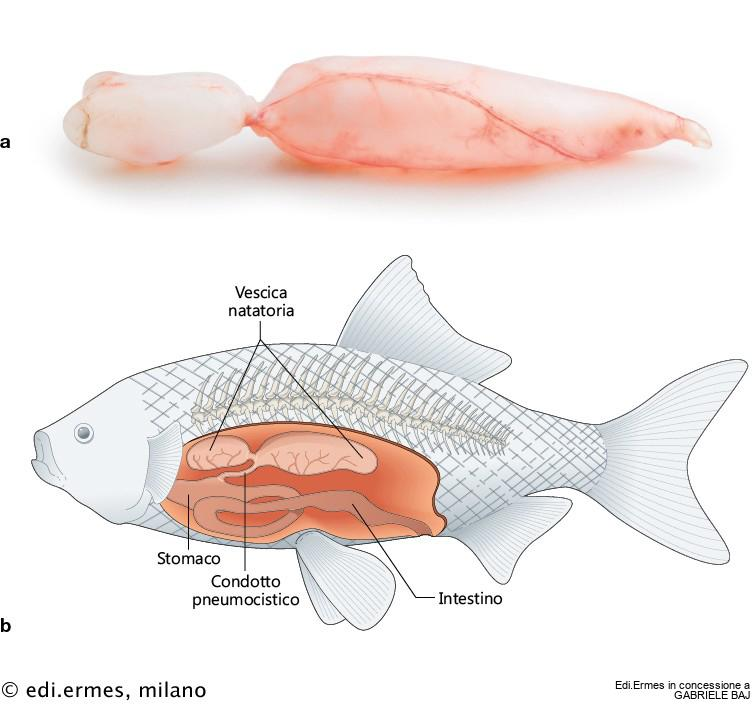 a
Vescica
natatoria
Stomaco
Condotto
pneumocistico
Intestino
b
© edi.ermes, milano
Edi.Ermes in concessione a
GABRIELE BAJ